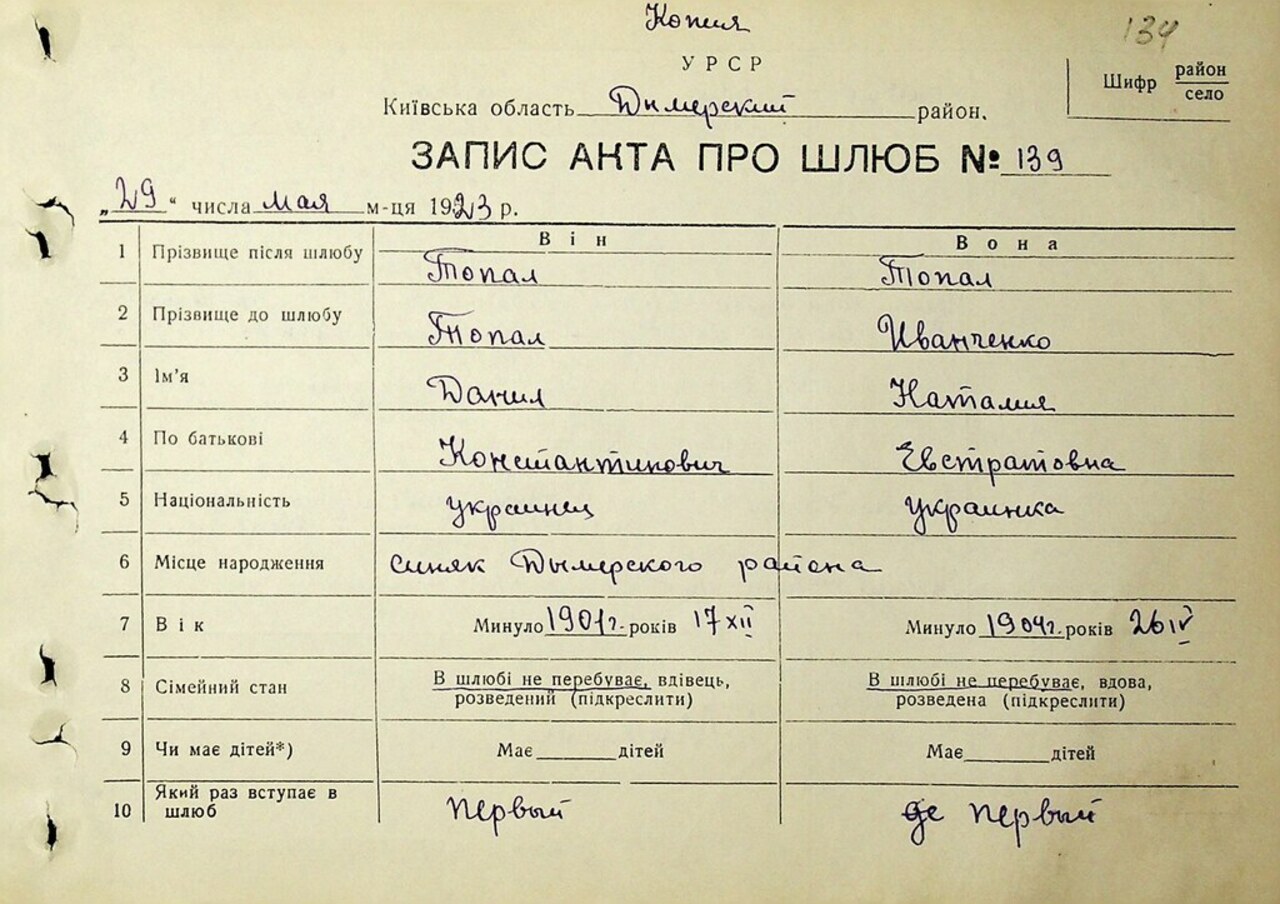 Копия
134
УРСР
Шифр район
село
Київська область Дымерский район.
ЗАПИС АКТА ПРО ШЛЮБ № 139
„29“ числа мая м-ця 1923 р.
Він Вона
1 Прізвище після шлюбу Топал Топал
2 Прізвище до шлюбу Топал Иванченко
3 Ім’я Данил Наталия
4 По батькові Константинович Евстратовна
5 Національність украинец украинка
6 Місце народження Синяк Дымерского района
7 Вік Минуло 1901г. років 17 XII Минуло 1904г. років 26 IV
8 Сімейний стан В шлюбі не перебуває, вдівець, В шлюбі не перебуває, вдова,
розведений (підкреслити) розведена (підкреслити)
9 Чи має дітей*) Має дітей Має дітей
10 Який раз вступає в
шлюб первый первый